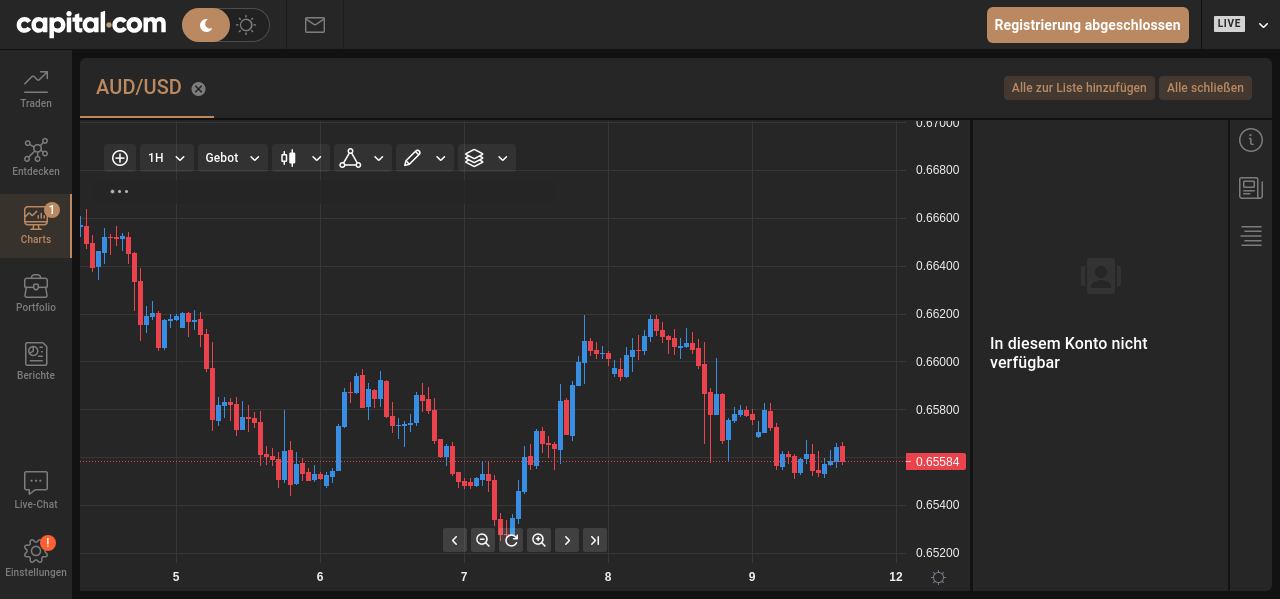 capital.com
Registrierung abgeschlossen
LIVE
Traden
Entdecken
1
Charts
Portfolio
Berichte
Live-Chat
!
Einstellungen
AUD/USD
Alle zur Liste hinzufügen
Alle schließen
1H
Gebot
0.67000
0.66800
0.66600
0.66400
0.66200
0.66000
0.65800
0.65584
0.65400
0.65200
5
6
7
8
9
12
In diesem Konto nicht
verfügbar